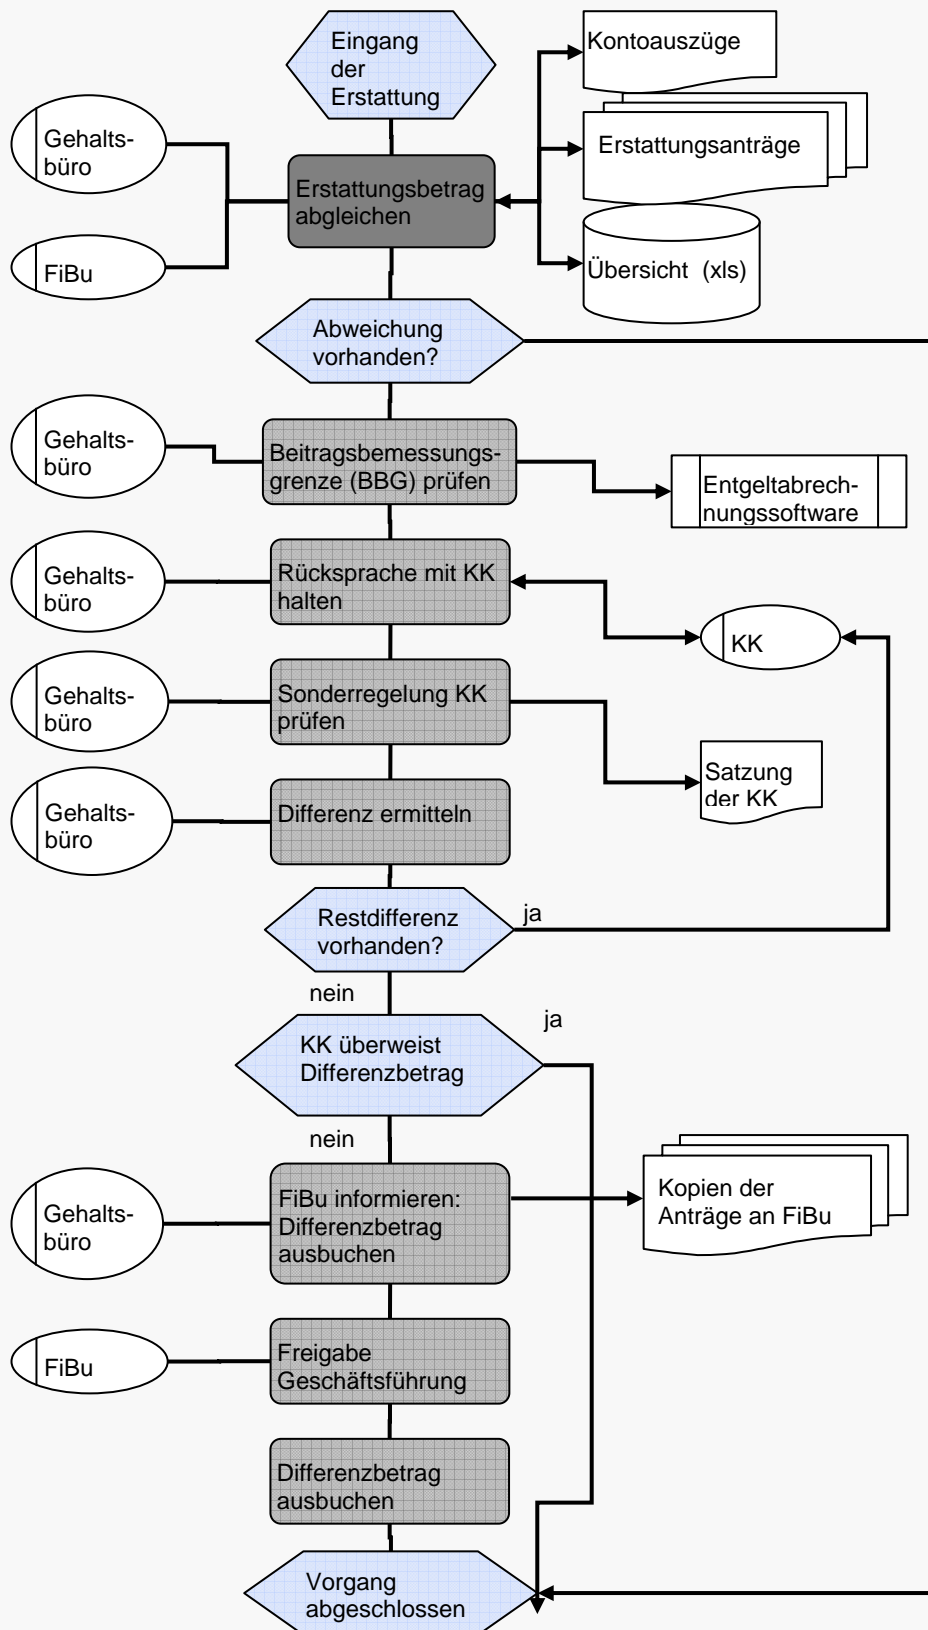 Eingang
der
Erstattung
Kontoauszüge
Gehalts-
büro
Erstattungsanträge
Erstattungsbetrag
abgleichen
FiBu
Übersicht (xls)
Abweichung
vorhanden?
Gehalts-
büro
Beitragsbemessungs-
grenze (BBG) prüfen
Entgeltabrech-
nungssoftware
Gehalts-
büro
Rücksprache mit KK
halten
KK
Gehalts-
büro
Sonderregelung KK
prüfen
Satzung
der KK
Gehalts-
büro
Differenz ermitteln
Restdifferenz
vorhanden?
ja
nein
KK überweist
Differenzbetrag
ja
nein
Gehalts-
büro
FiBu informieren:
Differenzbetrag
ausbuchen
Kopien der
Anträge an FiBu
FiBu
Freigabe
Geschäftsführung
Differenzbetrag
ausbuchen
Vorgang
abgeschlossen